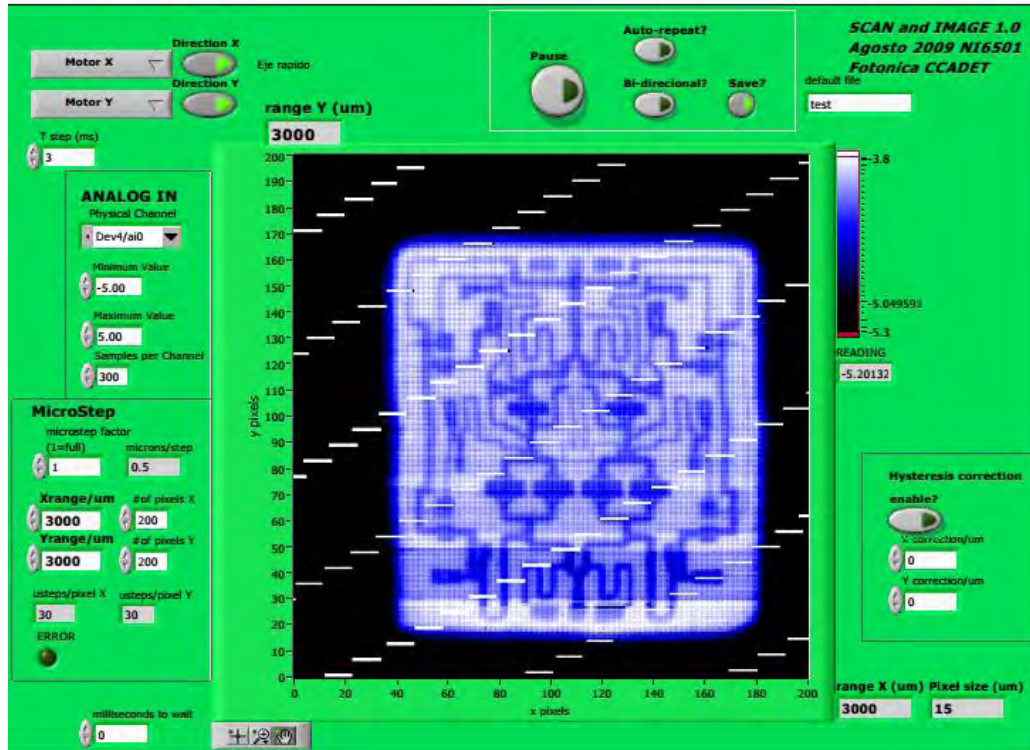 SCAN and IMAGE 1.0
Agosto 2009 NI6501
Fotonica CCADET
default file
test
Direction X
Motor X
Eje rapido
Direction Y
Motor Y
T step (ms)
3
Auto-repeat?
Pause
Bi-direcional?
Save?
range Y (um)
3000
ANALOG IN
Physical Channel
Dev4/ai0
Minimum Value
-5.00
Maximum Value
5.00
Samples per Channel
300
MicroStep
microstep factor
(1=full)
microns/step
1
0.5
Xrange/um
#of pixels X
3000
200
Yrange/um
#of pixels Y
3000
200
usteps/pixel X
usteps/pixel Y
30
30
ERROR
milliseconds to wait
0
200
190
180
170
160
150
140
130
120
110
100
90
80
70
60
50
40
30
20
10
0
y pixels
0
20
40
60
80
100
120
140
160
180
200
x pixels
-3.8
-5.049593
-5.3
READING
-5.20132
Hysteresis correction
enable?
X correction/um
0
Y correction/um
0
range X (um)
Pixel size (um)
3000
15